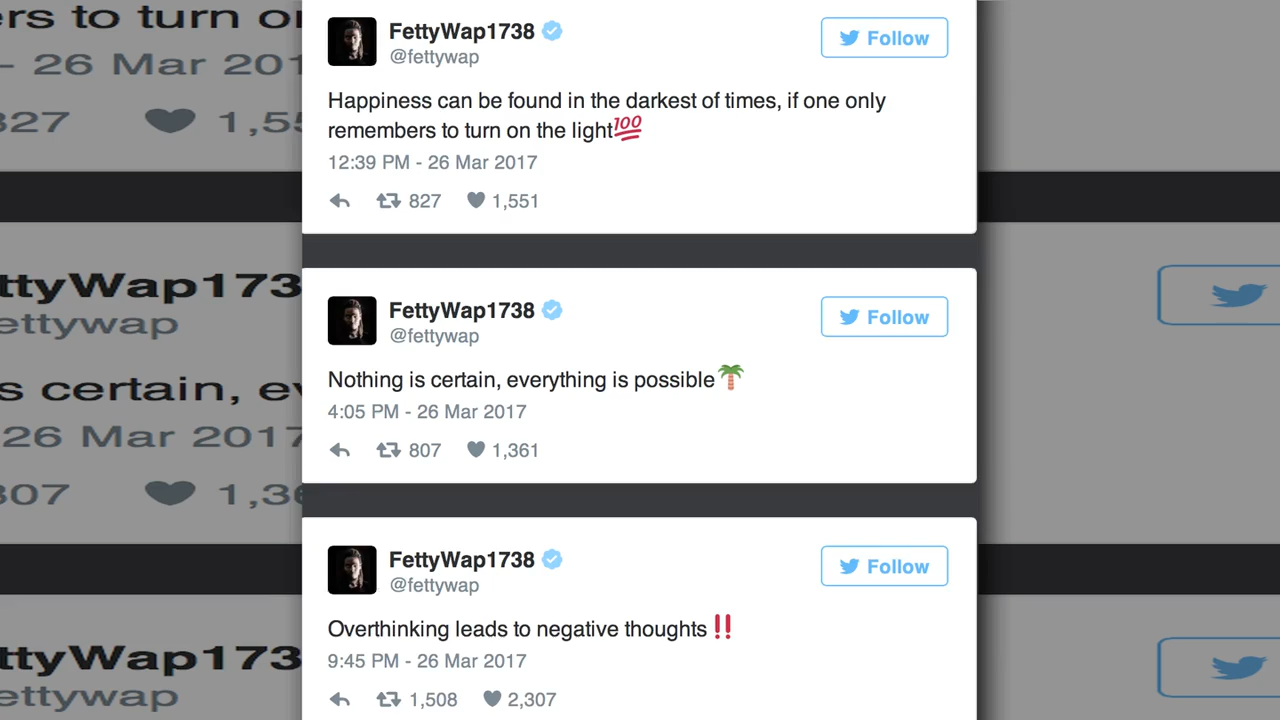 FettyWap1738
@fettywap
Follow
Happiness can be found in the darkest of times, if one only
remembers to turn on the light💯
12:39 PM - 26 Mar 2017
827 1,551
FettyWap1738
@fettywap
Follow
Nothing is certain, everything is possible🌴
4:05 PM - 26 Mar 2017
807 1,361
FettyWap1738
@fettywap
Follow
Overthinking leads to negative thoughts‼️
9:45 PM - 26 Mar 2017
1,508 2,307